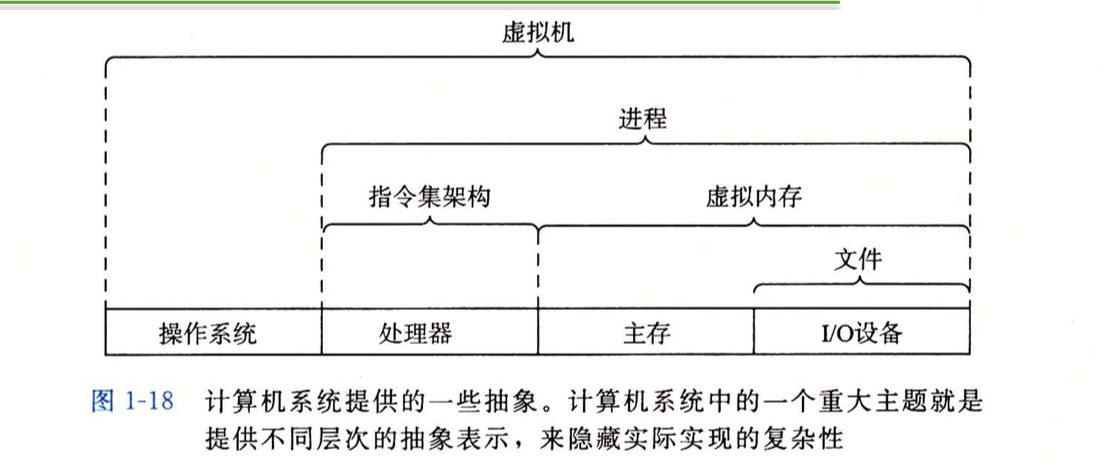 虚拟机
进程
指令集架构
虚拟内存
文件
操作系统
处理器
主存
I/O设备
图 1-18 计算机系统提供的一些抽象。计算机系统中的一个重大主题就是
提供不同层次的抽象表示，来隐藏实际实现的复杂性